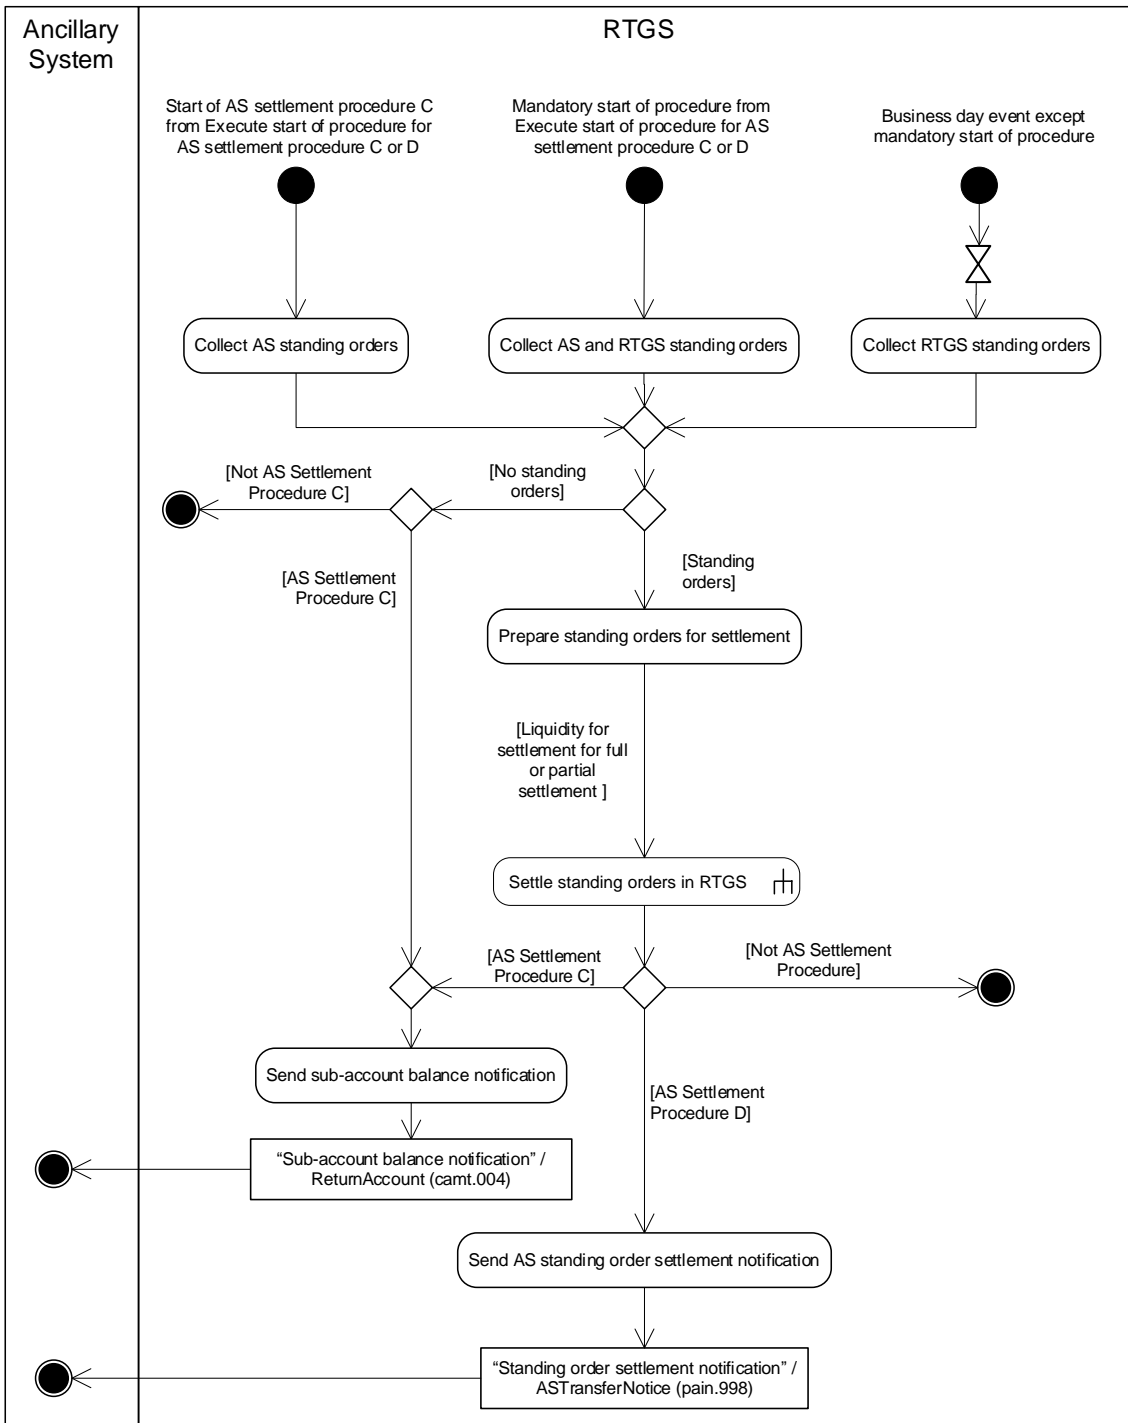 Ancillary
System
RTGS
Start of AS settlement procedure C
from Execute start of procedure for
AS settlement procedure C or D
Mandatory start of procedure from
Execute start of procedure for AS
settlement procedure C or D
Business day event except
mandatory start of procedure
Collect AS standing orders
Collect AS and RTGS standing orders
Collect RTGS standing orders
[Not AS Settlement
Procedure C]
[No standing
orders]
[AS Settlement
Procedure C]
[Standing
orders]
Prepare standing orders for settlement
[Liquidity for
settlement for full
or partial
settlement ]
Settle standing orders in RTGS
[AS Settlement
Procedure C]
[Not AS Settlement
Procedure]
Send sub-account balance notification
[AS Settlement
Procedure D]
“Sub-account balance notification” /
ReturnAccount (camt.004)
Send AS standing order settlement notification
“Standing order settlement notification” /
ASTransferNotice (pain.998)